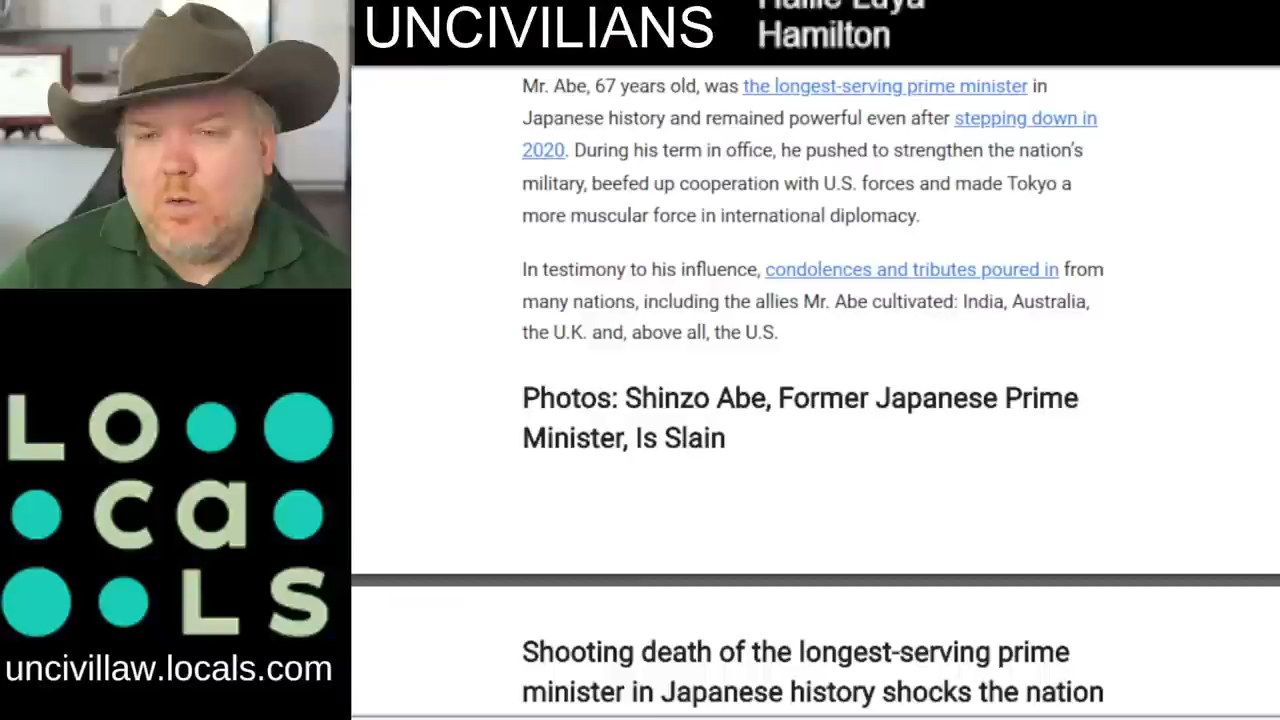 UNCIVILIANS
Hallie Edya
Hamilton
Mr. Abe, 67 years old, was the longest-serving prime minister in
Japanese history and remained powerful even after stepping down in
2020. During his term in office, he pushed to strengthen the nation's
military, beefed up cooperation with U.S. forces and made Tokyo a
more muscular force in international diplomacy.
In testimony to his influence, condolences and tributes poured in from
many nations, including the allies Mr. Abe cultivated: India, Australia,
the U.K. and, above all, the U.S.
Photos: Shinzo Abe, Former Japanese Prime
Minister, Is Slain
Shooting death of the longest-serving prime
minister in Japanese history shocks the nation
LO
ca
LS
uncivillaw.locals.com